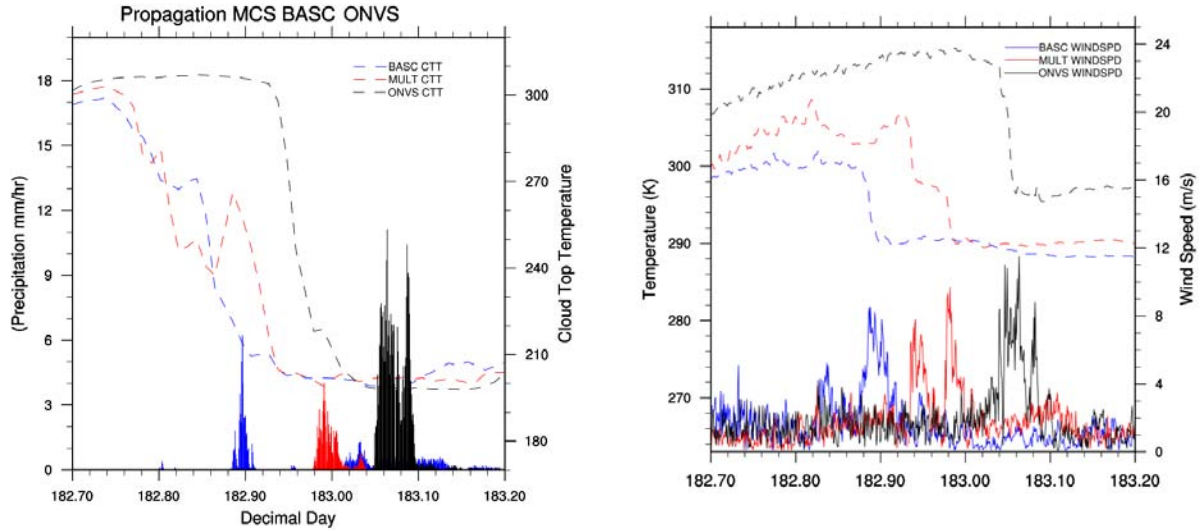 Propagation MCS BASC ONVS
BASC CTT
MULT CTT
ONVS CTT
(Precipitation mm/hr)
18
15
12
9
6
3
0
Cloud Top Temperature
300
270
240
210
180
182.70 182.80 182.90 183.00 183.10 183.20
Decimal Day
BASC WINDSPD
MULT WINDSPD
ONVS WINDSPD
Temperature (K)
310
300
290
280
270
Wind Speed (m/s)
24
20
16
12
8
4
0
182.70 182.80 182.90 183.00 183.10 183.20